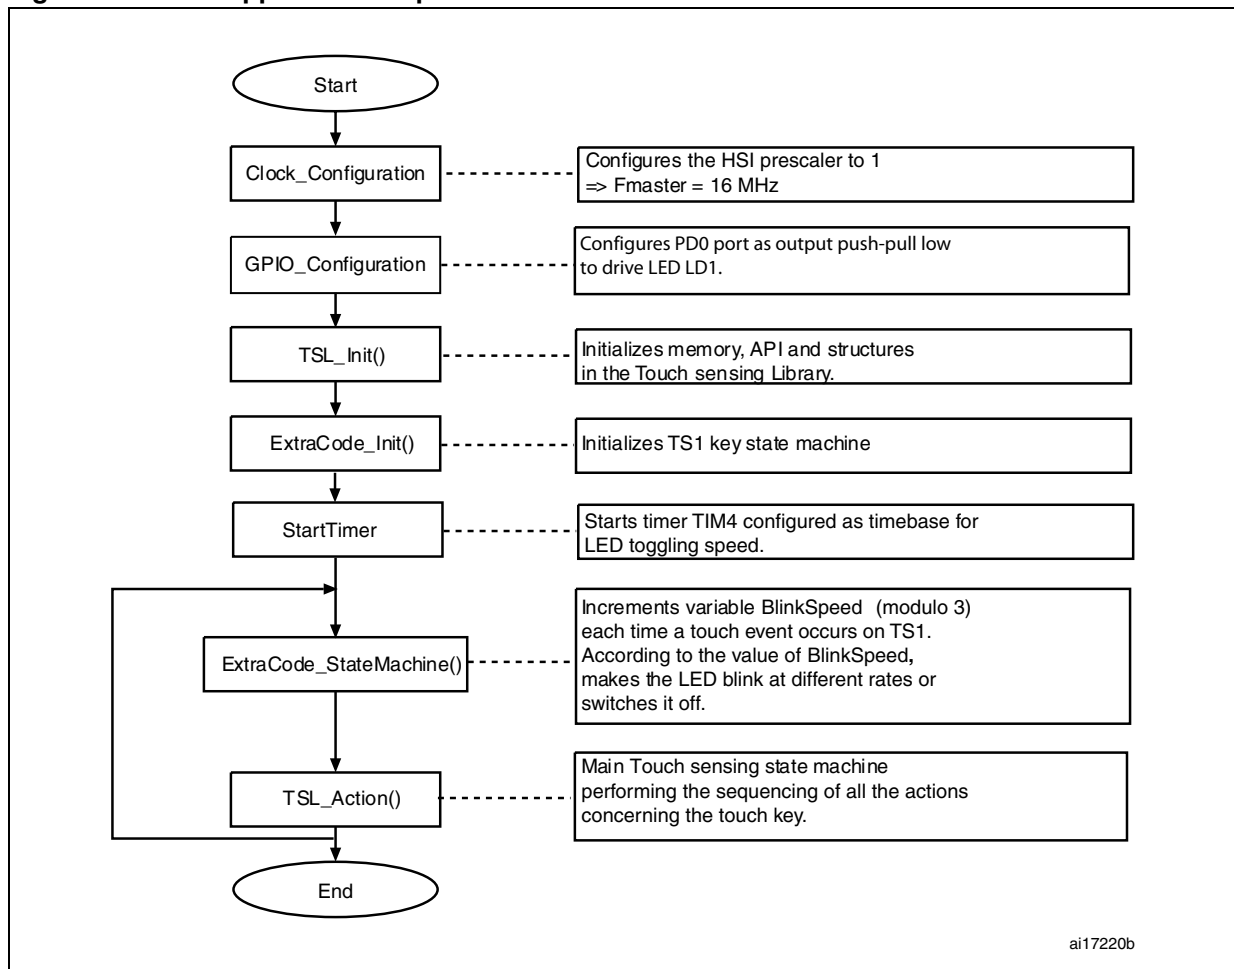 Start
Clock_Configuration
Configures the HSI prescaler to 1
=> Fmaster = 16 MHz
GPIO_Configuration
Configures PD0 port as output push-pull low
to drive LED LD1.
TSL_Init()
Initializes memory, API and structures
in the Touch sensing Library.
ExtraCode_Init()
Initializes TS1 key state machine
StartTimer
Starts timer TIM4 configured as timebase for
LED toggling speed.
ExtraCode_StateMachine()
Increments variable BlinkSpeed (modulo 3)
each time a touch event occurs on TS1.
According to the value of BlinkSpeed,
makes the LED blink at different rates or
switches it off.
TSL_Action()
Main Touch sensing state machine
performing the sequencing of all the actions
concerning the touch key.
End
ai17220b